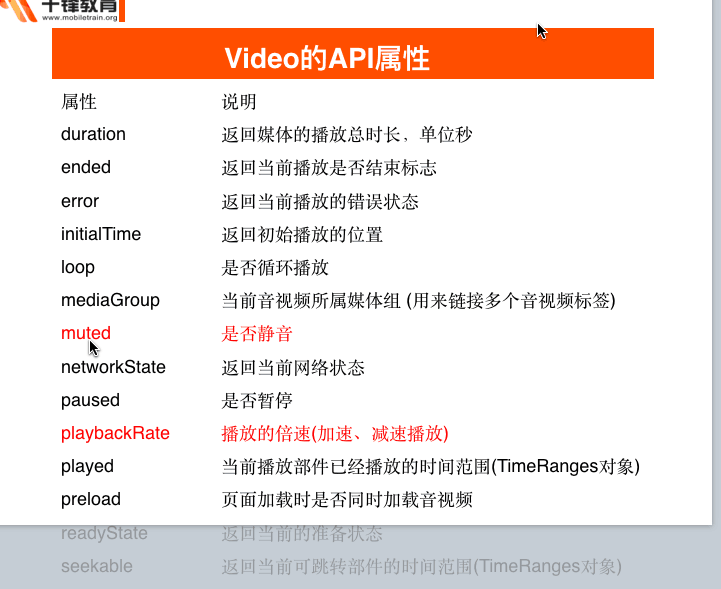 千锋教育
www.mobiletrain.org
Video的API属性
属性 说明
duration 返回媒体的播放总时长，单位秒
ended 返回当前播放是否结束标志
error 返回当前播放的错误状态
initialTime 返回初始播放的位置
loop 是否循环播放
mediaGroup 当前音视频所属媒体组 (用来链接多个音视频标签)
muted 是否静音
networkState 返回当前网络状态
paused 是否暂停
playbackRate 播放的倍速(加速、减速播放)
played 当前播放部件已经播放的时间范围(TimeRanges对象)
preload 页面加载时是否同时加载音视频
readyState 返回当前的准备状态
seekable 返回当前可跳转部件的时间范围(TimeRanges对象)